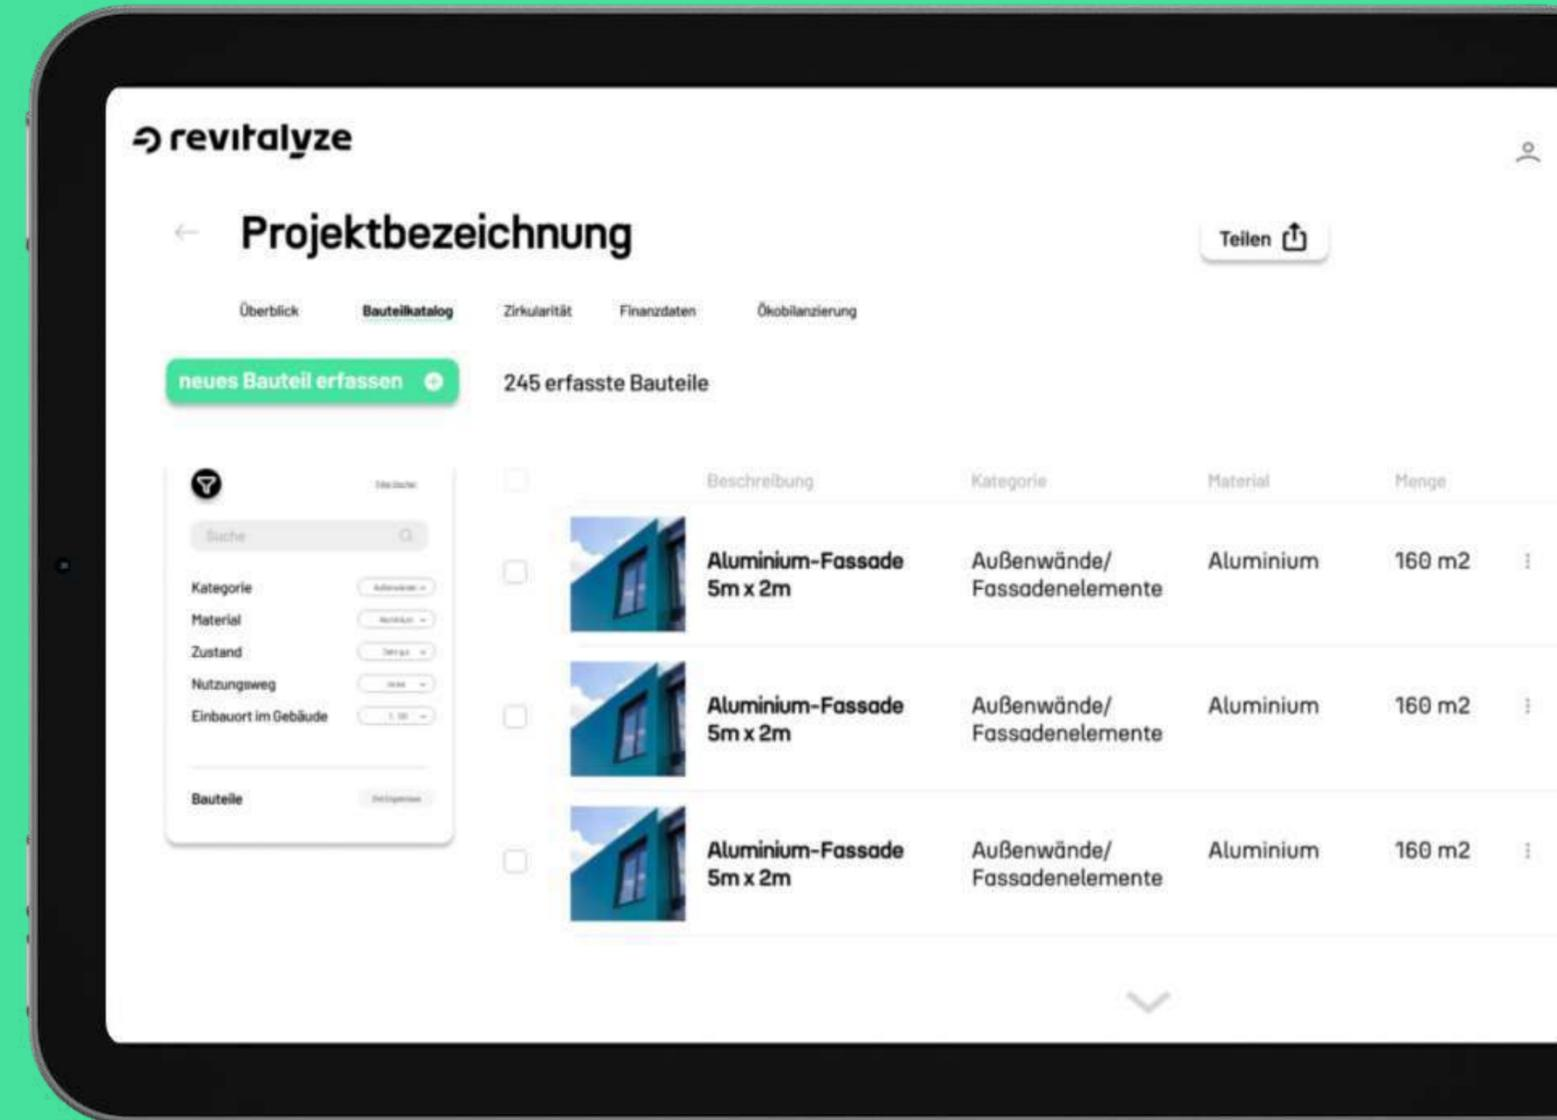 revitalyze
Projektbezeichnung
Teilen
Überblick Bauteilkatalog Zirkularität Finanzdaten Ökobilanzierung
neues Bauteil erfassen
245 erfasste Bauteile
Suche
Kategorie
Material
Zustand
Nutzungsweg
Einbauort im Gebäude
Bauteile
Beschreibung Kategorie Material Menge
Aluminium-Fassade
5m x 2m
Außenwände/
Fassadenelemente
Aluminium
160 m2
Aluminium-Fassade
5m x 2m
Außenwände/
Fassadenelemente
Aluminium
160 m2
Aluminium-Fassade
5m x 2m
Außenwände/
Fassadenelemente
Aluminium
160 m2